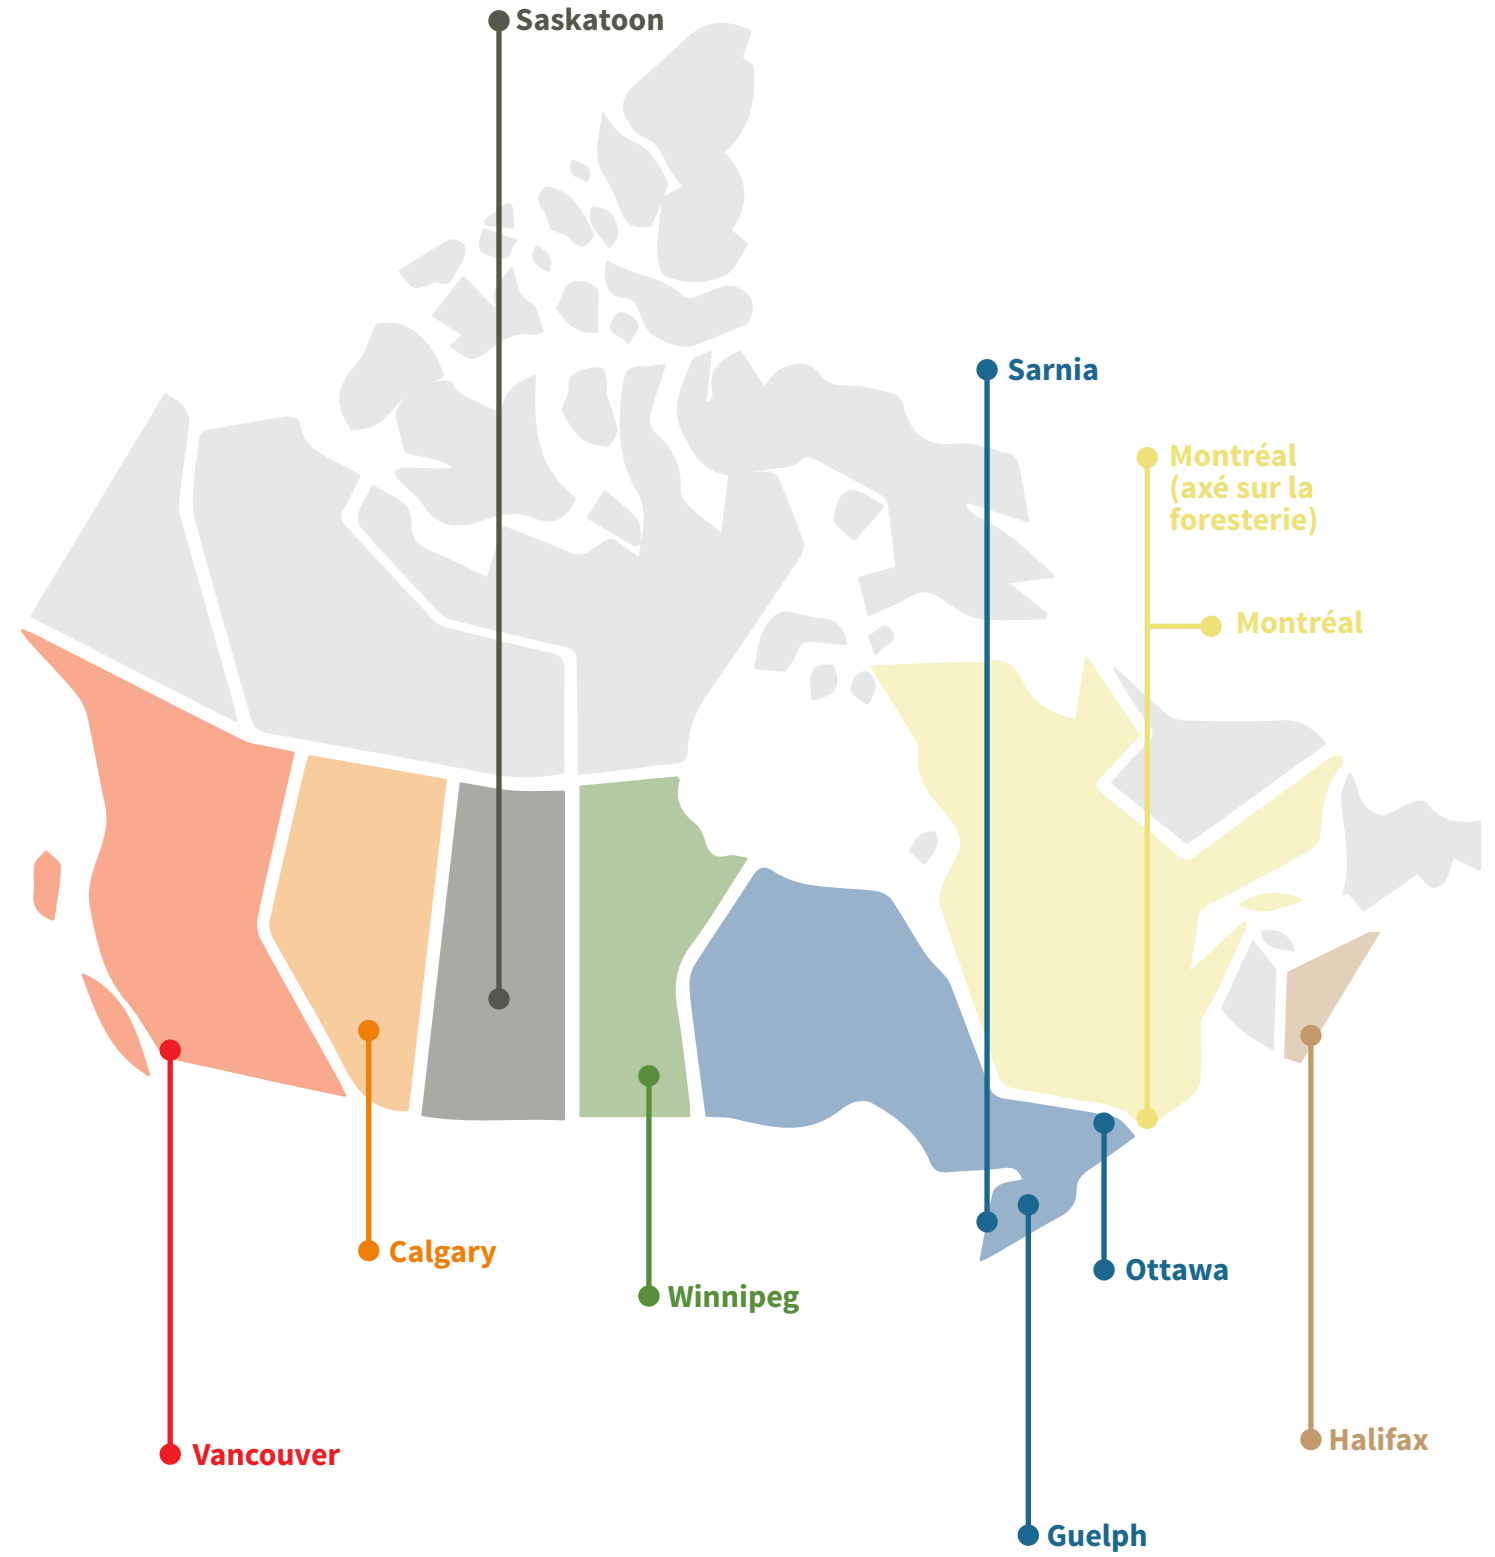 Saskatoon
Sarnia
Montréal
(axé sur la
foresterie)
Montréal
Calgary
Ottawa
Winnipeg
Halifax
Vancouver
Guelph